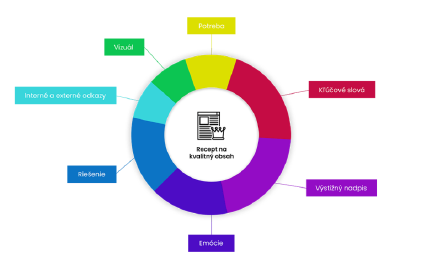 Potreba
Vizuál
Kľúčové slová
Interné a externé odkazy
Recept na
kvalitný obsah
Riešenie
Výstižný nadpis
Emócie